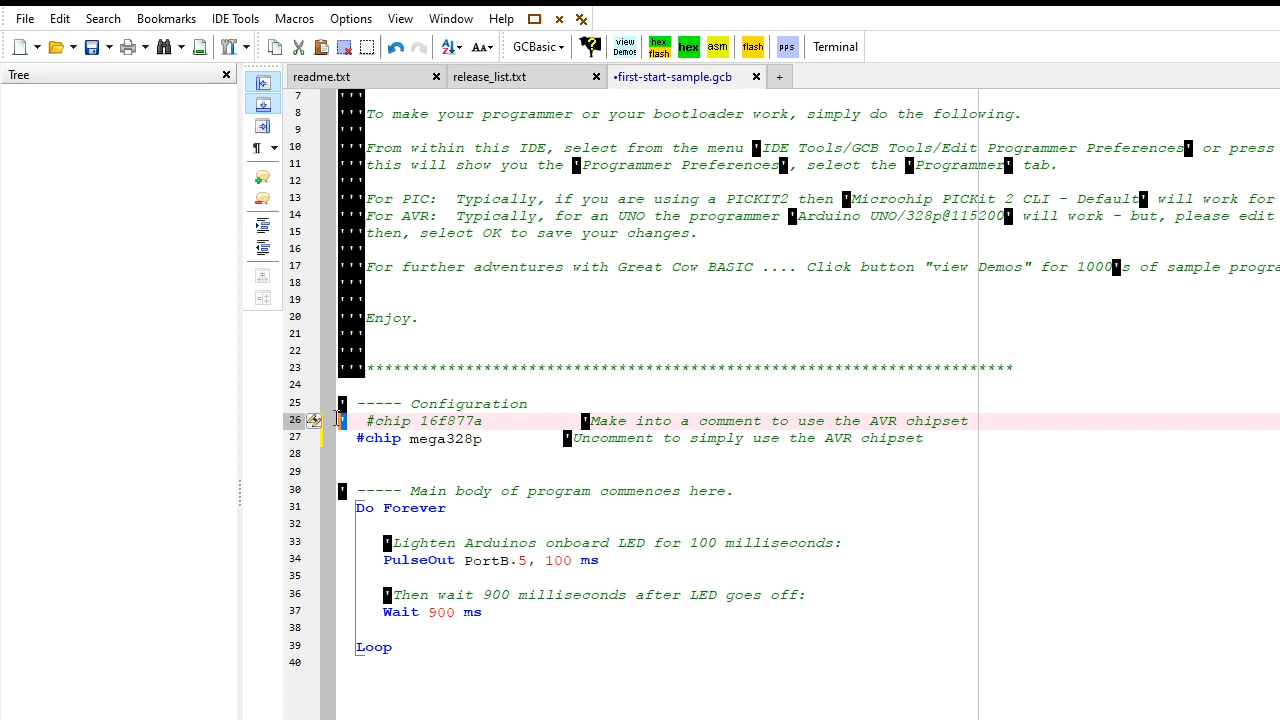 File Edit Search Bookmarks IDE Tools Macros Options View Window Help
GCBasic view Demos hex flash hex asm flash pps Terminal
Tree
readme.txt release_list.txt •first-start-sample.gcb +
7 '''
8 '''To make your programmer or your bootloader work, simply do the following.
9 '''
10 '''From within this IDE, select from the menu 'IDE Tools/GCB Tools/Edit Programmer Preferences' or press
11 '''this will show you the 'Programmer Preferences', select the 'Programmer' tab.
12 '''
13 '''For PIC: Typically, if you are using a PICKIT2 then 'Microchip PICKit 2 CLI - Default' will work for
14 '''For AVR: Typically, for an UNO the programmer 'Arduino UNO/328p@115200' will work - but, please edit
15 '''then, select OK to save your changes.
16 '''
17 '''For further adventures with Great Cow BASIC .... Click button "view Demos" for 1000's of sample progra
18 '''
19 '''
20 '''Enjoy.
21 '''
22 '''
23 '''************************************************************************
24
25 ' ----- Configuration
26 ' #chip 16f877a 'Make into a comment to use the AVR chipset
27 #chip mega328p 'Uncomment to simply use the AVR chipset
28
29
30 ' ----- Main body of program commences here.
31 Do Forever
32
33 'Lighten Arduinos onboard LED for 100 milliseconds:
34 PulseOut PortB.5, 100 ms
35
36 'Then wait 900 milliseconds after LED goes off:
37 Wait 900 ms
38
39 Loop
40